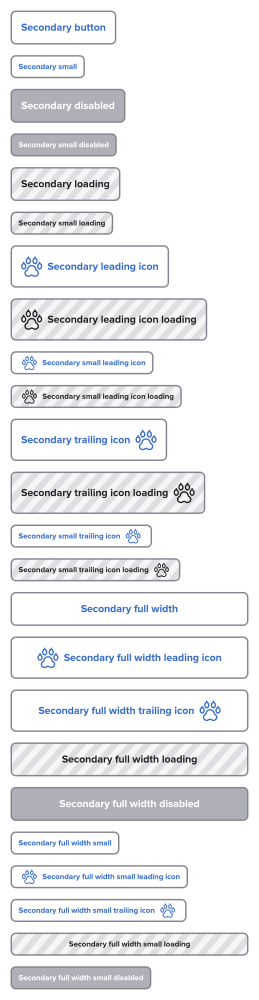 Secondary button
Secondary small
Secondary disabled
Secondary small disabled
Secondary loading
Secondary small loading
Secondary leading icon
Secondary leading icon loading
Secondary small leading icon
Secondary small leading icon loading
Secondary trailing icon
Secondary trailing icon loading
Secondary small trailing icon
Secondary small trailing icon loading
Secondary full width
Secondary full width leading icon
Secondary full width trailing icon
Secondary full width loading
Secondary full width disabled
Secondary full width small
Secondary full width small leading icon
Secondary full width small trailing icon
Secondary full width small loading
Secondary full width small disabled